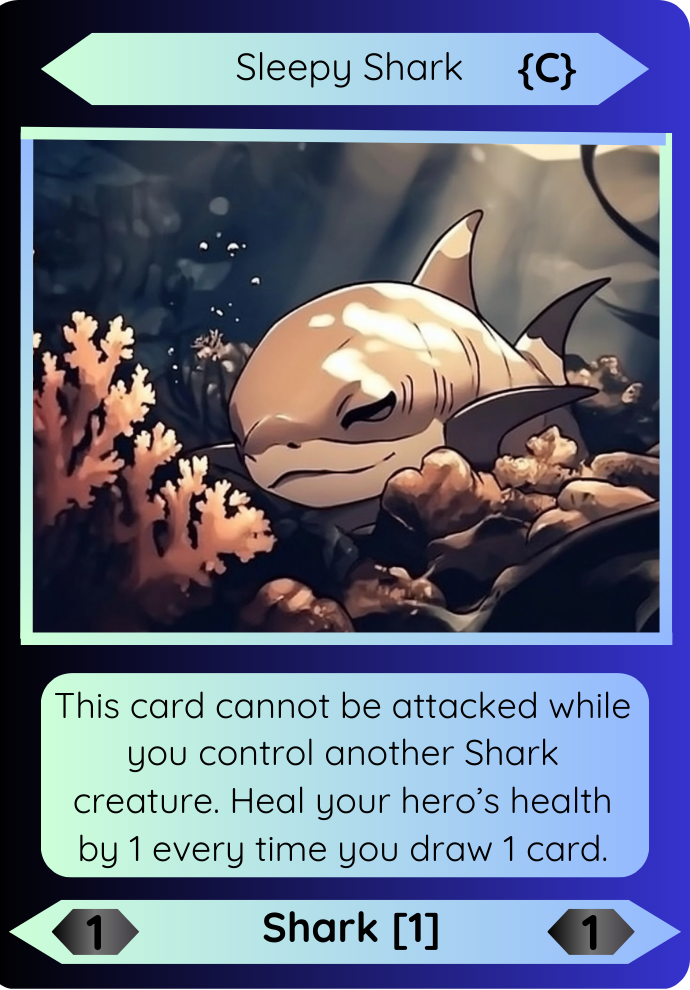 Sleepy Shark {C}
This card cannot be attacked while
you control another Shark
creature. Heal your hero’s health
by 1 every time you draw 1 card.
1 Shark [1] 1